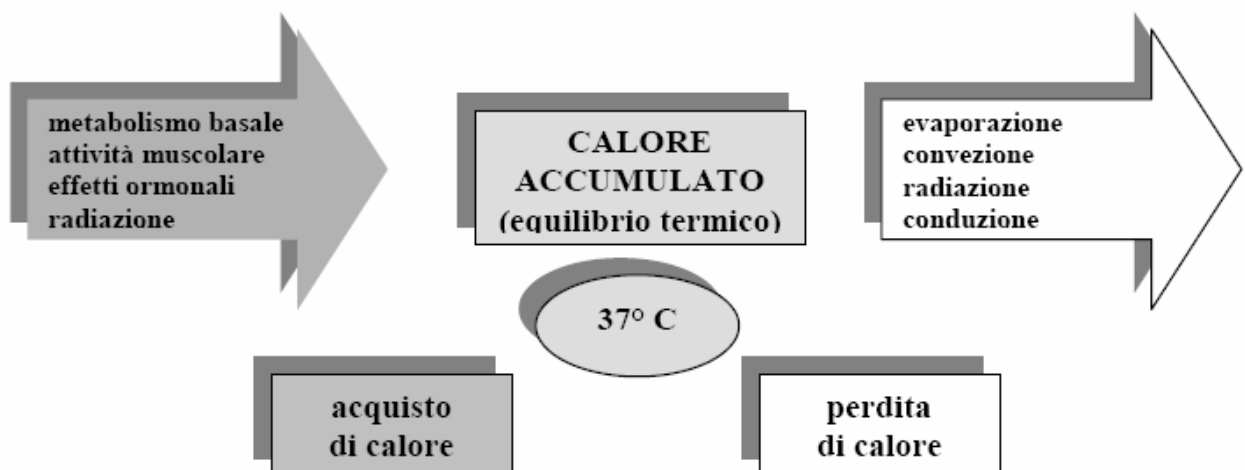 metabolismo basale
attività muscolare
effetti ormonali
radiazione
CALORE
ACCUMULATO
(equilibrio termico)
evaporazione
convezione
radiazione
conduzione
37° C
acquisto
di calore
perdita
di calore